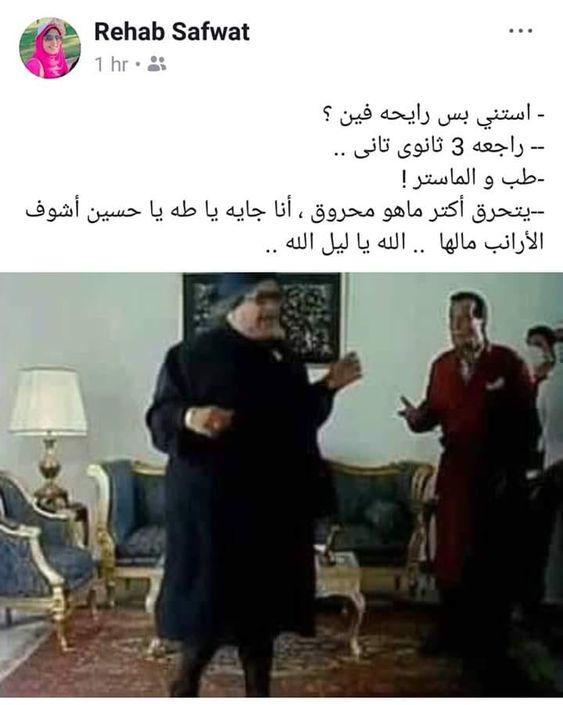 Rehab Safwat
1 hr
- استني بس رايحه فين ؟
-- راجعه 3 ثانوى تانى ..
-طب و الماستر !
--يتحرق أكتر ماهو محروق ، أنا جايه يا طه يا حسين أشوف
الأرانب مالها .. الله يا ليل الله ..